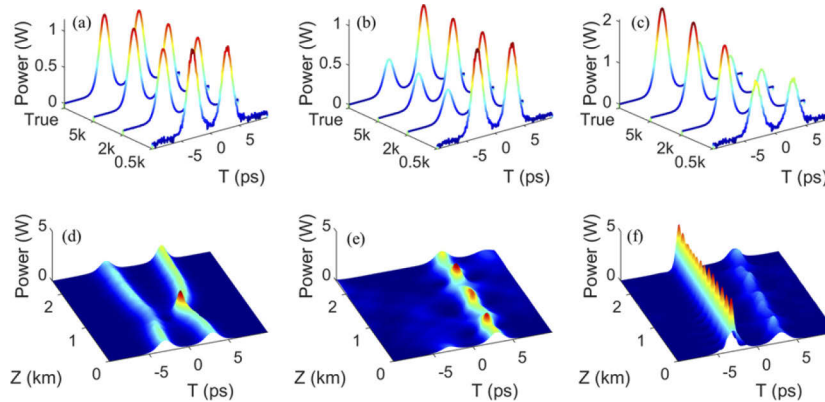 (a)
Power (W)
1
0.5
0
True
5k
2k
0.5k
-5
0
5
T (ps)
(b)
Power (W)
1
0.5
0
True
5k
2k
0.5k
-5
0
5
T (ps)
(c)
Power (W)
2
1
0
True
5k
2k
0.5k
-5
0
5
T (ps)
(d)
Power (W)
5
0
2
1
0
Z (km)
-5
0
5
T (ps)
(e)
Power (W)
5
0
2
1
0
Z (km)
-5
0
5
T (ps)
(f)
Power (W)
5
0
2
1
0
Z (km)
-5
0
5
T (ps)